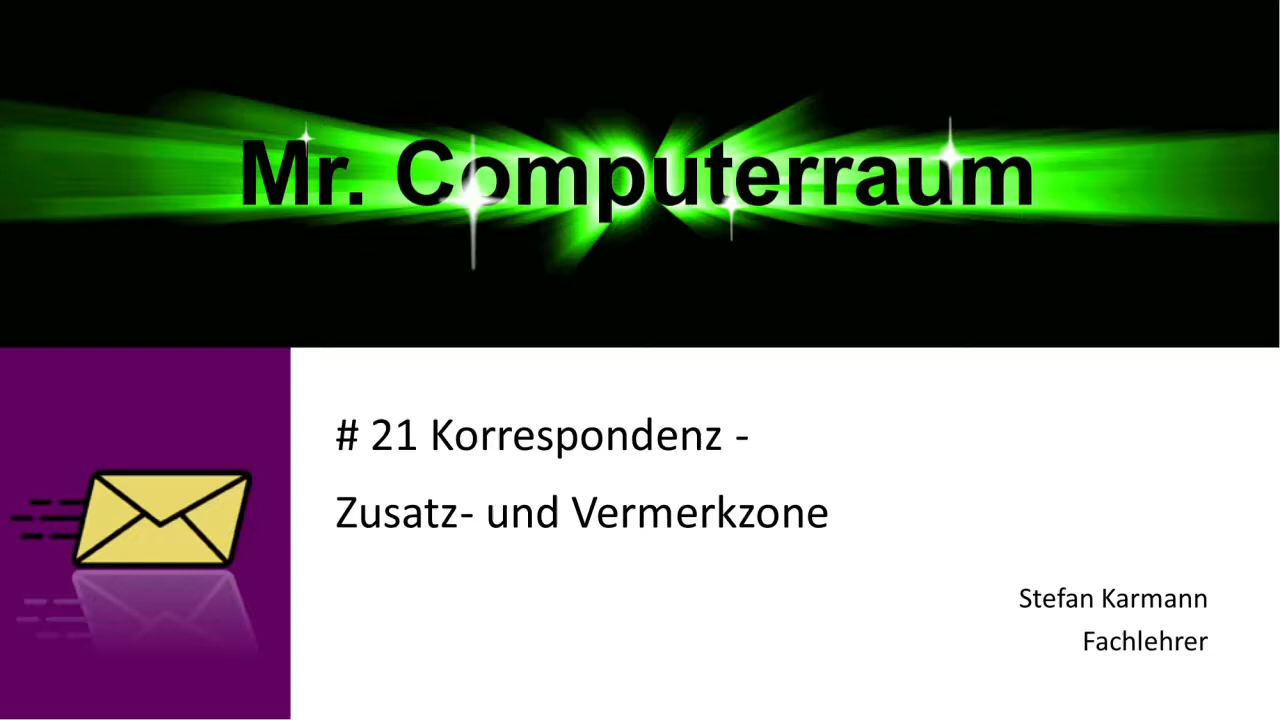 Mr. Computerraum
# 21 Korrespondenz -
Zusatz- und Vermerkzone
Stefan Karmann
Fachlehrer